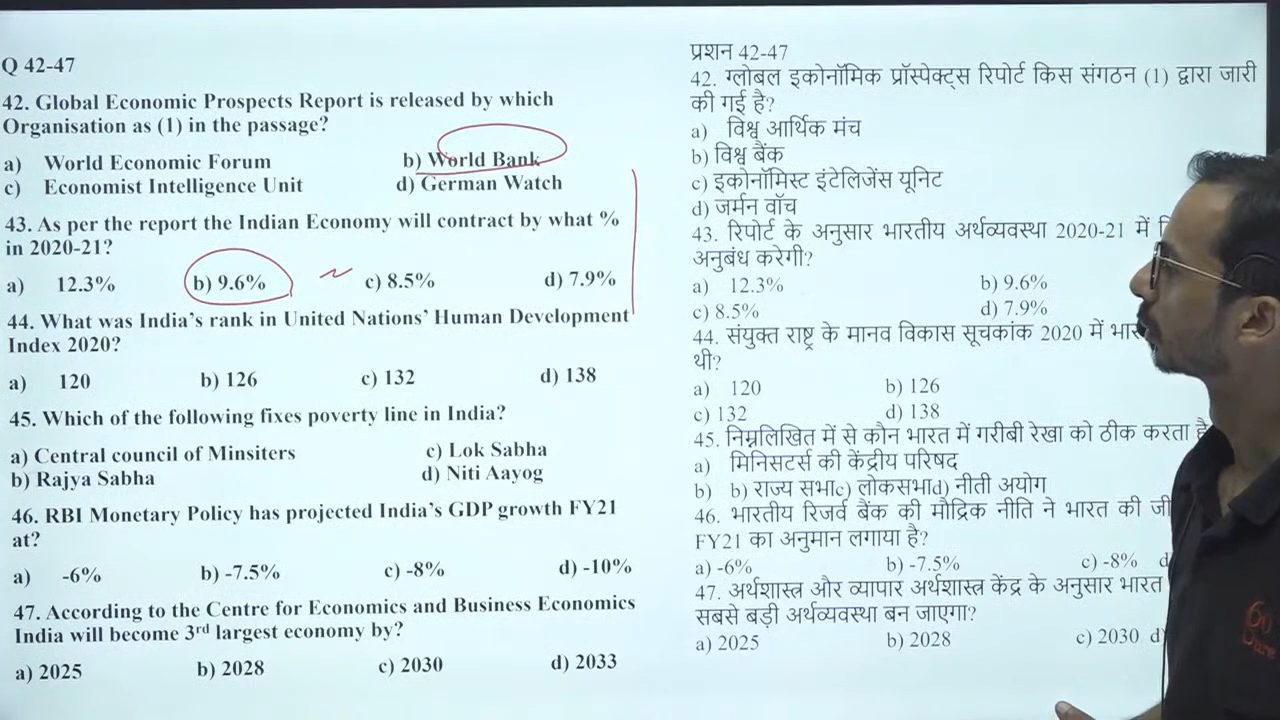 Q 42-47
42. Global Economic Prospects Report is released by which
Organisation as (1) in the passage?
a) World Economic Forum b) World Bank
c) Economist Intelligence Unit d) German Watch
43. As per the report the Indian Economy will contract by what %
in 2020-21?
a) 12.3% b) 9.6% c) 8.5% d) 7.9%
44. What was India's rank in United Nations' Human Development
Index 2020?
a) 120 b) 126 c) 132 d) 138
45. Which of the following fixes poverty line in India?
a) Central council of Minsiters c) Lok Sabha
b) Rajya Sabha d) Niti Aayog
46. RBI Monetary Policy has projected India's GDP growth FY21
at?
a) -6% b) -7.5% c) -8% d) -10%
47. According to the Centre for Economics and Business Economics
India will become 3rd largest economy by?
a) 2025 b) 2028 c) 2030 d) 2033
प्रशन 42-47
42. ग्लोबल इकोनॉमिक प्रॉस्पेक्ट्स रिपोर्ट किस संगठन (1) द्वारा जारी
की गई है?
a) विश्व आर्थिक मंच
b) विश्व बैंक
c) इकोनॉमिस्ट इंटेलिजेंस यूनिट
d) जर्मन वॉच
43. रिपोर्ट के अनुसार भारतीय अर्थव्यवस्था 2020-21 में
अनुबंध करेगी?
a) 12.3% b) 9.6%
c) 8.5% d) 7.9%
44. संयुक्त राष्ट्र के मानव विकास सूचकांक 2020 में
थी?
a) 120 b) 126
c) 132 d) 138
45. निम्नलिखित में से कौन भारत में गरीबी रेखा को ठीक करता
a) मिनिसटर्स की केंद्रीय परिषद
b) b) राज्य सभाc) लोकसभाd) नीती अयोग
46. भारतीय रिजर्व बैंक की मौद्रिक नीति ने भारत की
FY21 का अनुमान लगाया है?
a) -6% b) -7.5% c) -8% d
47. अर्थशास्त्र और व्यापार अर्थशास्त्र केंद्र के अनुसार भारत
सबसे बड़ी अर्थव्यवस्था बन जाएगा?
a) 2025 b) 2028 c) 2030 d)